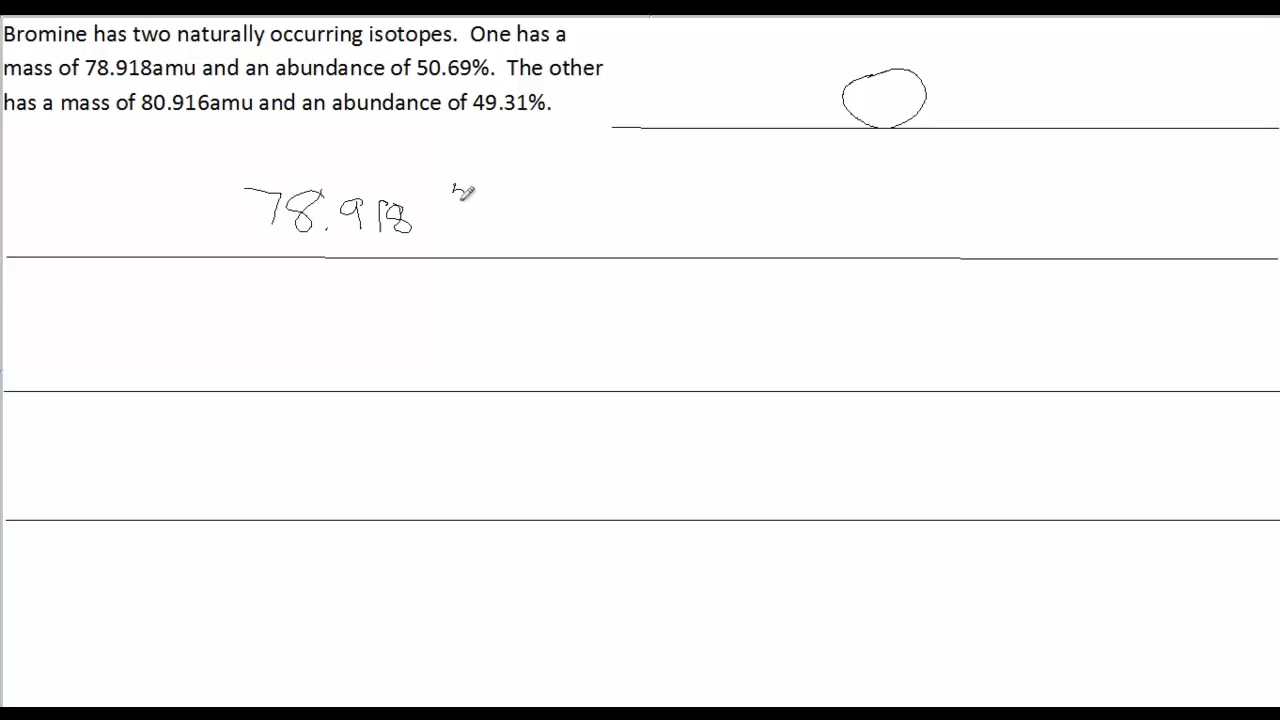 Bromine has two naturally occurring isotopes. One has a
mass of 78.918amu and an abundance of 50.69%. The other
has a mass of 80.916amu and an abundance of 49.31%.
78.918